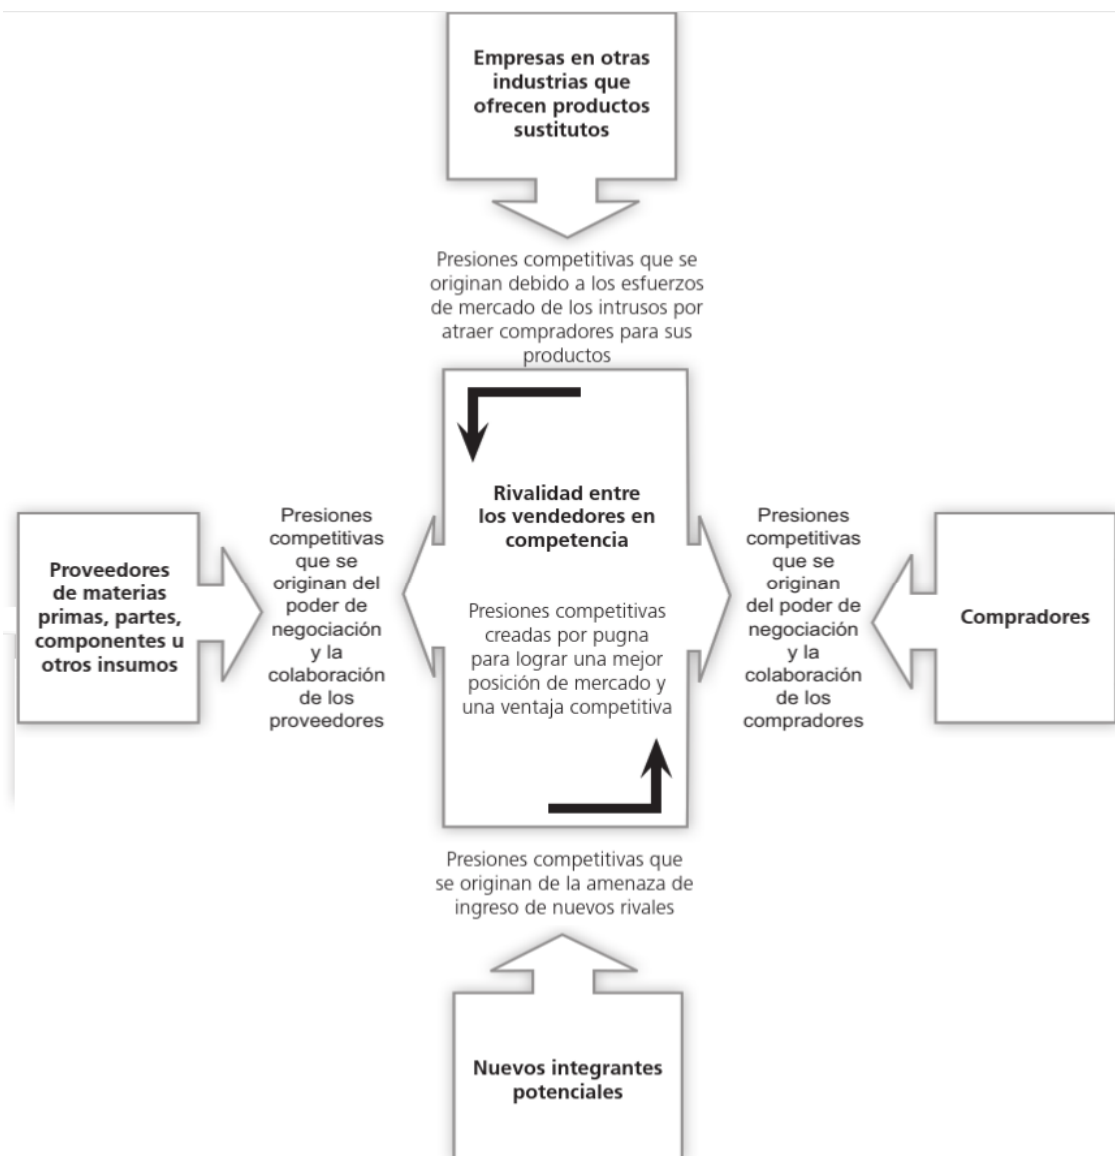 Empresas en otras
industrias que
ofrecen productos
sustitutos
Presiones competitivas que se
originan debido a los esfuerzos
de mercado de los intrusos por
atraer compradores para sus
productos
Proveedores
de materias
primas, partes,
componentes u
otros insumos
Presiones
competitivas
que se
originan del
poder de
negociación
y la
colaboración
de los
proveedores
Rivalidad entre
los vendedores en
competencia
Presiones competitivas
creadas por pugna
para lograr una mejor
posición de mercado y
una ventaja competitiva
Presiones
competitivas
que se
originan
del poder de
negociación
y la
colaboración
de los
compradores
Compradores
Presiones competitivas que
se originan de la amenaza de
ingreso de nuevos rivales
Nuevos integrantes
potenciales